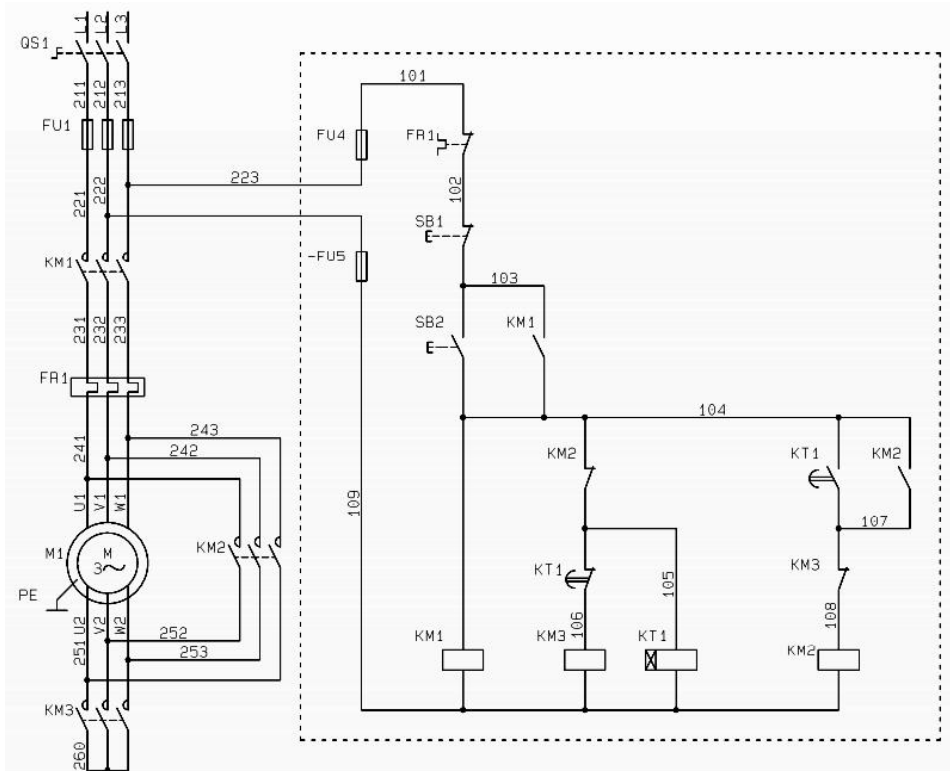 L1 L2 L3
QS1
211 212 213
FU1
101
FU4
FR1
223
102
221 222
SB1
KM1
-FU5
103
231 232 233
SB2
KM1
FR1
104
243
241
242
KM2
KT1
KM2
109
U1 V1 W1
107
M1
M
3
KM2
KT1
105
KM3
PE
106
108
U2 V2 W2
251
252
KM1
KM3
KT1
KM2
253
KM3
260